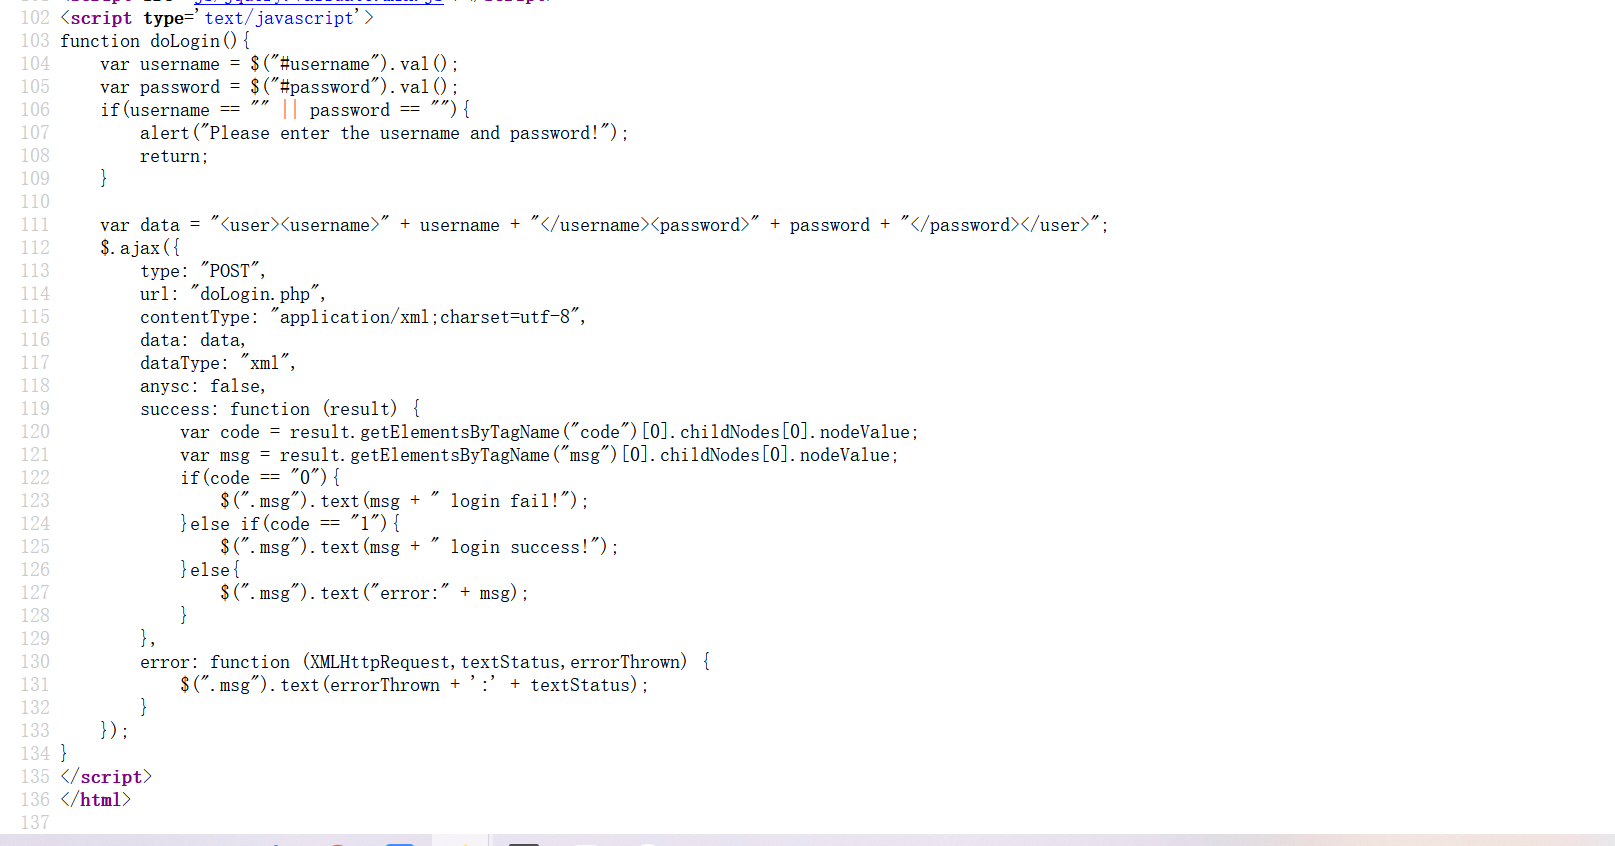 102 <script type='text/javascript'>
103 function doLogin(){
104     var username = $("#username").val();
105     var password = $("#password").val();
106     if(username == "" || password == ""){
107         alert("Please enter the username and password!");
108         return;
109     }
110
111     var data = "<user><username>" + username + "</username><password>" + password + "</password></user>";
112     $.ajax({
113         type: "POST",
114         url: "doLogin.php",
115         contentType: "application/xml;charset=utf-8",
116         data: data,
117         dataType: "xml",
118         anysc: false,
119         success: function (result) {
120             var code = result.getElementsByTagName("code")[0].childNodes[0].nodeValue;
121             var msg = result.getElementsByTagName("msg")[0].childNodes[0].nodeValue;
122             if(code == "0"){
123                 $(".msg").text(msg + " login fail!");
124             }else if(code == "1"){
125                 $(".msg").text(msg + " login success!");
126             }else{
127                 $(".msg").text("error:" + msg);
128             }
129         },
130         error: function (XMLHttpRequest,textStatus,errorThrown) {
131             $(".msg").text(errorThrown + ':' + textStatus);
132         }
133     });
134 }
135 </script>
136 </html>
137